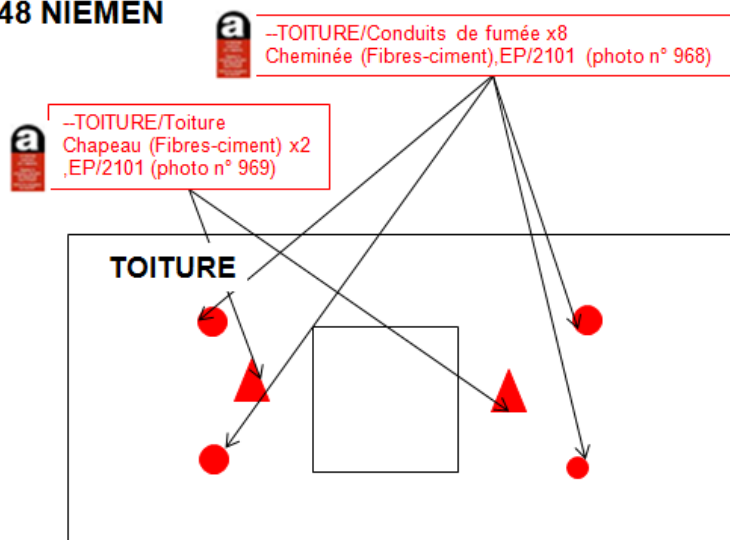 48 NIEMEN
a
--TOITURE/Conduits de fumée x8
Cheminée (Fibres-ciment),EP/2101 (photo n° 968)
a
--TOITURE/Toiture
Chapeau (Fibres-ciment) x2
,EP/2101 (photo n° 969)
TOITURE